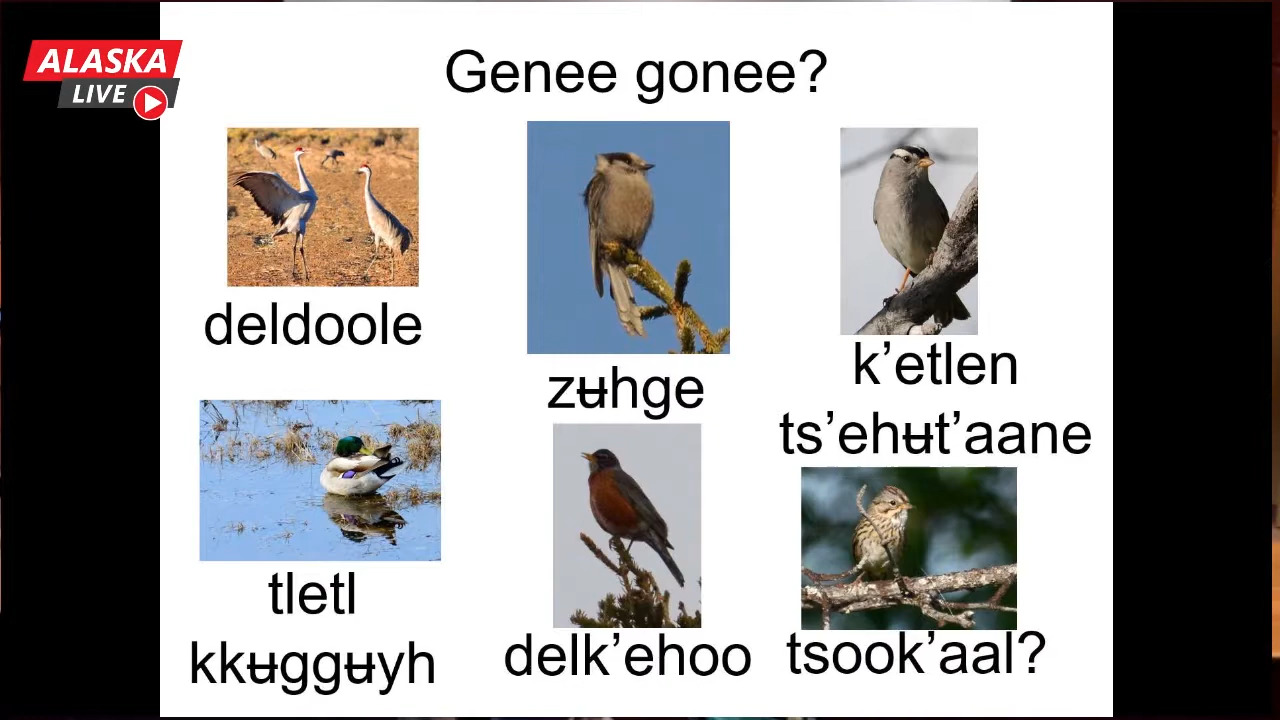 ALASKA
LIVE
Genee gonee?
deldoole
zʉhge
k’etlen
ts’ehʉt’aane
tletl
kkʉggʉyh
delk’ehoo
tsook’aal?